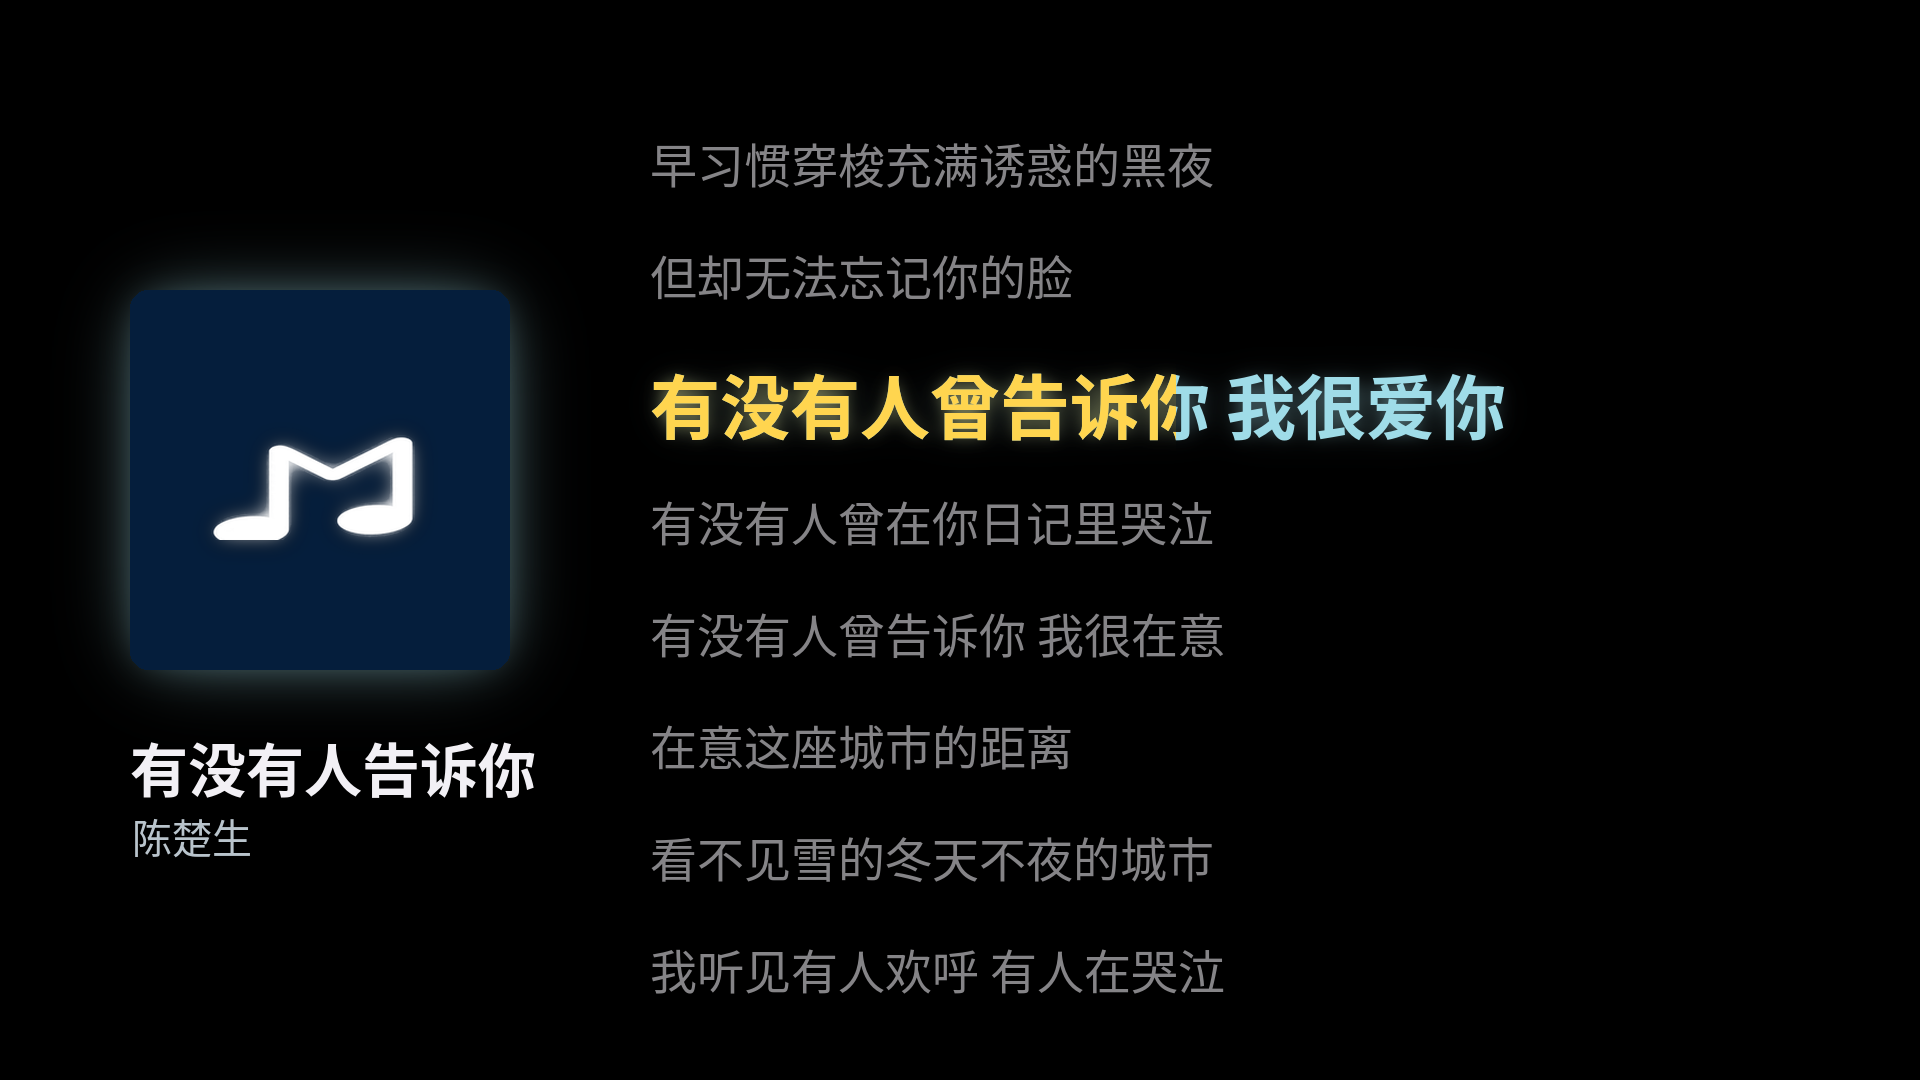 早习惯穿梭充满诱惑的黑夜
但却无法忘记你的脸
有没有人曾告诉你 我很爱你
有没有人曾在你日记里哭泣
有没有人曾告诉你 我很在意
在意这座城市的距离
看不见雪的冬天不夜的城市
我听见有人欢呼 有人在哭泣
有没有人告诉你
陈楚生